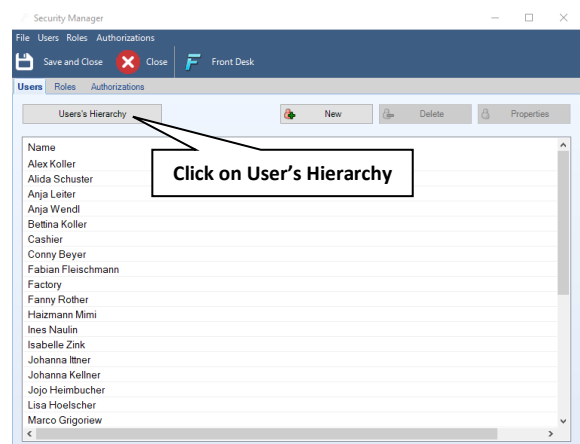 Security Manager
File Users Roles Authorizations
Save and Close Close Front Desk
Users Roles Authorizations
Users's Hierarchy New Delete Properties
Name
Click on User’s Hierarchy
Alex Koller
Alida Schuster
Anja Leiter
Anja Wendl
Bettina Koller
Cashier
Conny Beyer
Fabian Fleischmann
Factory
Fanny Rother
Haizmann Mimi
Ines Naulin
Isabelle Zink
Johanna Ittner
Johanna Kellner
Jojo Heimbucher
Lisa Hoelscher
Marco Grigoriew